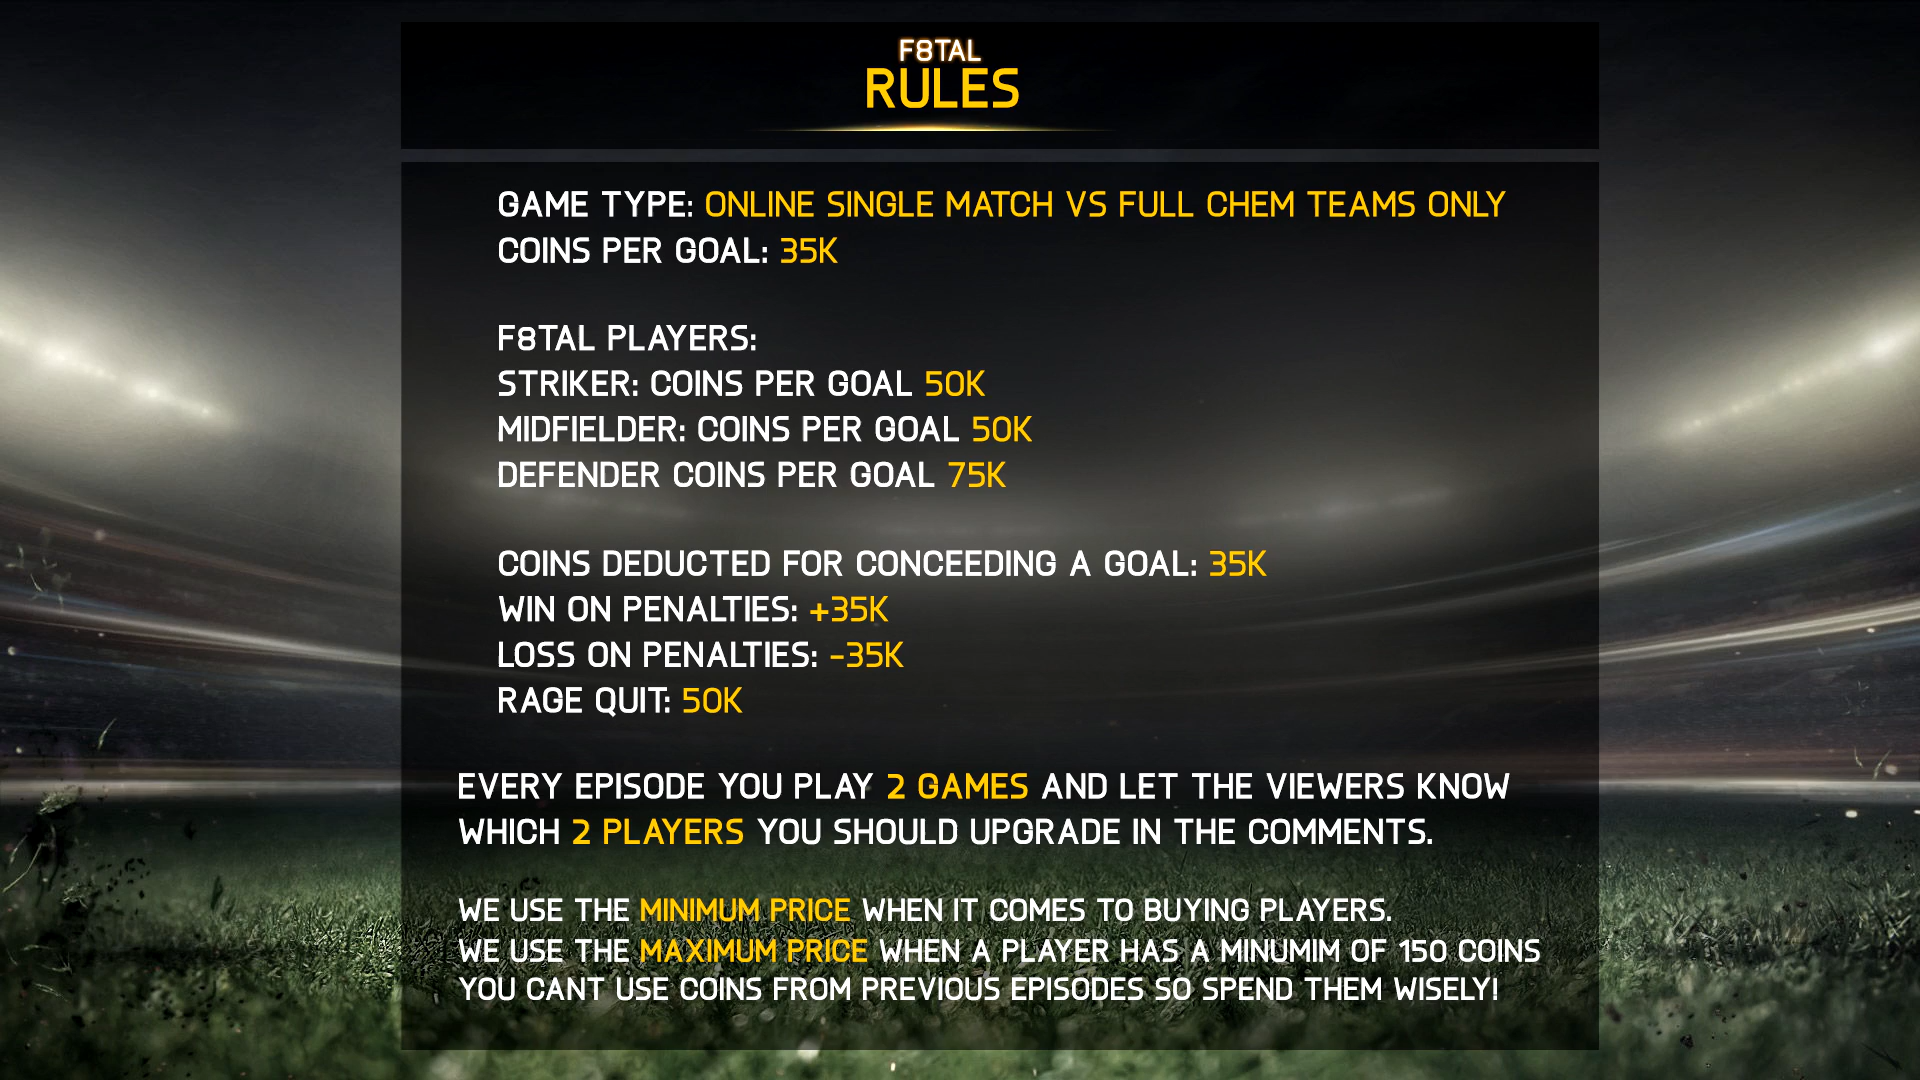 F8TAL
RULES
GAME TYPE: ONLINE SINGLE MATCH VS FULL CHEM TEAMS ONLY
COINS PER GOAL: 35K
F8TAL PLAYERS:
STRIKER: COINS PER GOAL 50K
MIDFIELDER: COINS PER GOAL 50K
DEFENDER COINS PER GOAL 75K
COINS DEDUCTED FOR CONCEEDING A GOAL: 35K
WIN ON PENALTIES: +35K
LOSS ON PENALTIES: -35K
RAGE QUIT: 50K
EVERY EPISODE YOU PLAY 2 GAMES AND LET THE VIEWERS KNOW
WHICH 2 PLAYERS YOU SHOULD UPGRADE IN THE COMMENTS.
WE USE THE MINIMUM PRICE WHEN IT COMES TO BUYING PLAYERS.
WE USE THE MAXIMUM PRICE WHEN A PLAYER HAS A MINUMIM OF 150 COINS
YOU CANT USE COINS FROM PREVIOUS EPISODES SO SPEND THEM WISELY!